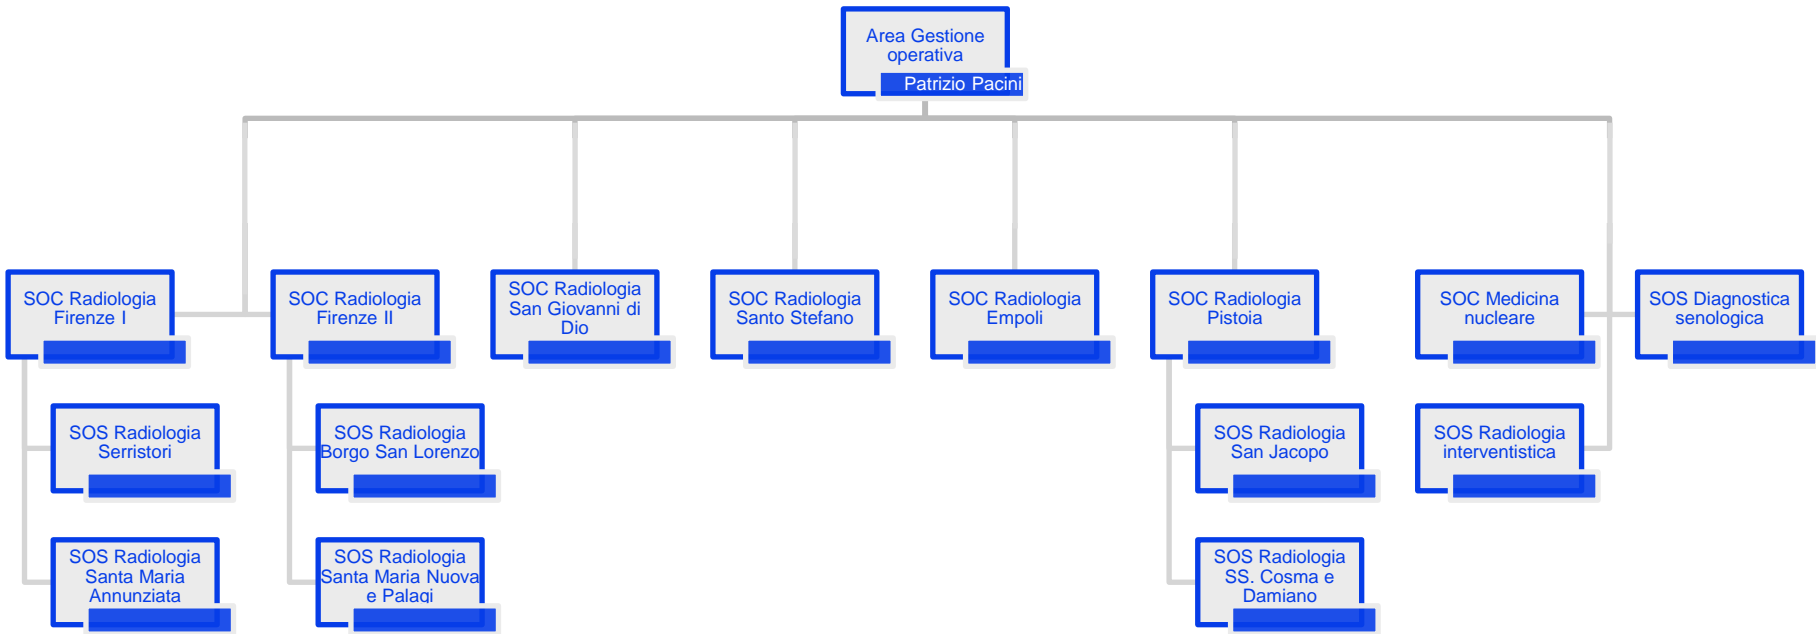 Area Gestione
operativa
Patrizio Pacini
SOC Radiologia
Firenze I
SOC Radiologia
Firenze II
SOC Radiologia
San Giovanni di
Dio
SOC Radiologia
Santo Stefano
SOC Radiologia
Empoli
SOC Radiologia
Pistoia
SOC Medicina
nucleare
SOS Diagnostica
senologica
SOS Radiologia
Serristori
SOS Radiologia
Borgo San Lorenzo
SOS Radiologia
San Jacopo
SOS Radiologia
interventistica
SOS Radiologia
Santa Maria
Annunziata
SOS Radiologia
Santa Maria Nuova
e Palagi
SOS Radiologia
SS. Cosma e
Damiano